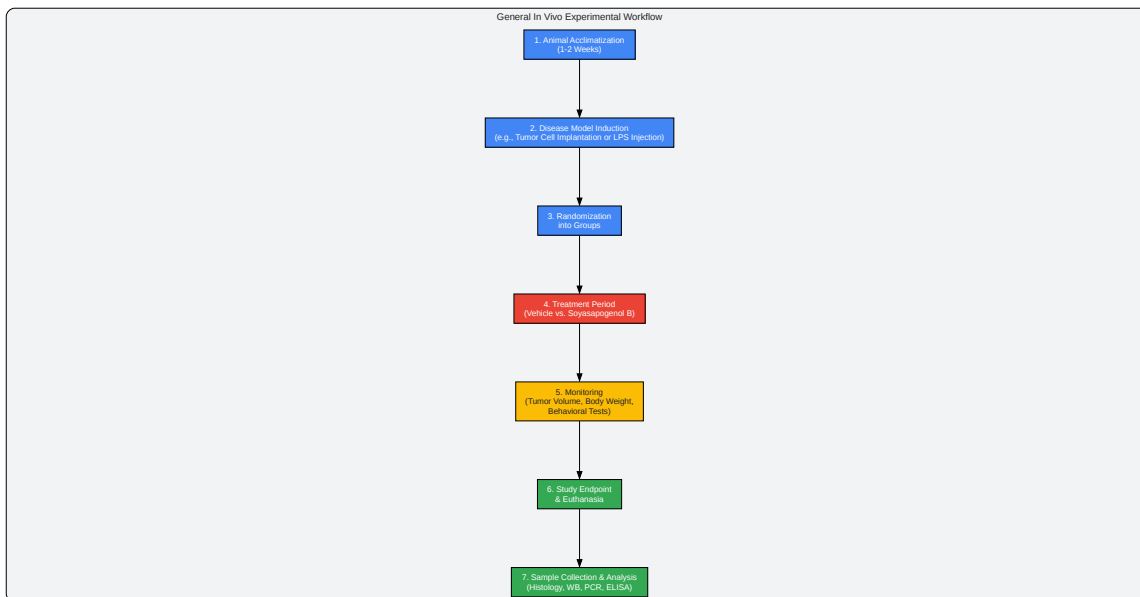 General In Vivo Experimental Workflow
1. Animal Acclimatization
(1-2 Weeks)
2. Disease Model Induction
(e.g., Tumor Cell Implantation or LPS Injection)
3. Randomization
into Groups
4. Treatment Period
(Vehicle vs. Soyasapogenol B)
5. Monitoring
(Tumor Volume, Body Weight,
Behavioral Tests)
6. Study Endpoint
& Euthanasia
7. Sample Collection & Analysis
(Histology, WB, PCR, ELISA)